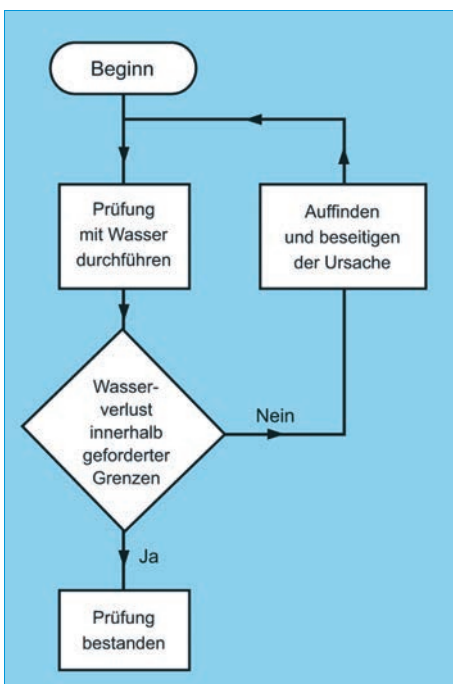 Beginn
Prüfung
mit Wasser
durchführen
Auffinden
und beseitigen
der Ursache
Wasser-
verlust
innerhalb
geforderter
Grenzen
Nein
Ja
Prüfung
bestanden